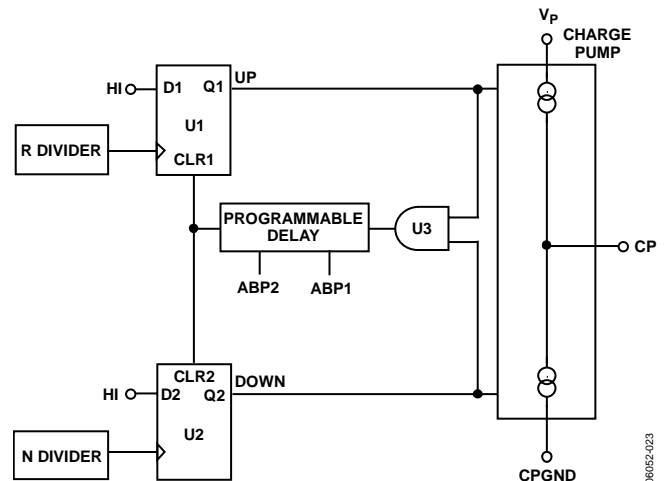 VP
CHARGE
PUMP
HI
D1
Q1
UP
U1
R DIVIDER
CLR1
PROGRAMMABLE
DELAY
U3
CP
ABP2
ABP1
CLR2
DOWN
HI
D2
Q2
U2
N DIVIDER
CPGND
06052-023